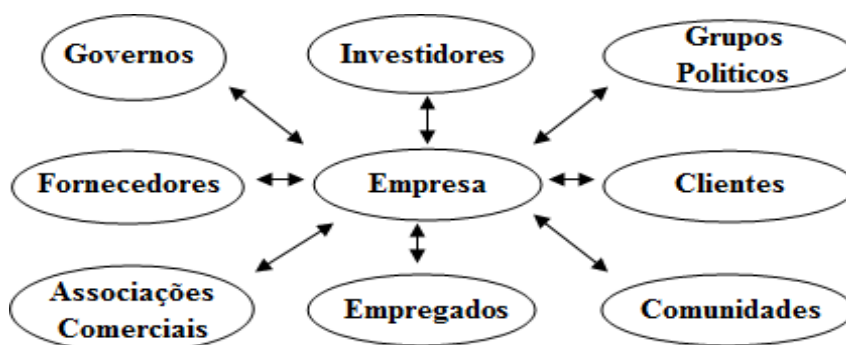 Governos
Investidores
Grupos
Politicos
Fornecedores
Empresa
Clientes
Associações
Comerciais
Empregados
Comunidades